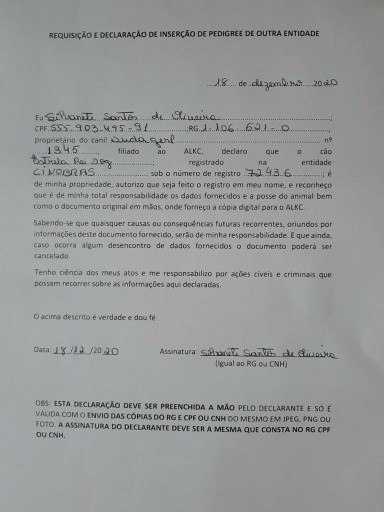 REQUISIÇÃO E DECLARAÇÃO DE INSERÇÃO DE PEDIGREE DE OUTRA ENTIDADE
18 de dezembro 2020
Eu Santos de Oliveira
CPF: 555.903.495-91 RG: 1.106.621-0
proprietário do canil nº
1345 filiado ao ALKC, declaro que o cão
Estrela Rei Dog registrado na entidade
CINOBRAS sob o número de registro 72436, é
de minha propriedade, autorizo que seja feito o registro em meu nome, e reconheço
que é de minha total responsabilidade os dados fornecidos e a posse do animal bem
como o documento original em mãos, onde forneço a cópia digital para o ALKC.
Sabendo-se que quaisquer causas ou consequências futuras recorrentes, oriundos por
informações deste documento fornecido, serão de minha responsabilidade. E que ainda,
caso ocorra algum desencontro de dados fornecidos o documento poderá ser
cancelado.
Tenho ciência dos meus atos e me responsabilizo por ações cíveis e criminais que
possam recorrer sobre as informações aqui declaradas.
O acima descrito é verdade e dou fé
Data: 18/12/2020 Assinatura: Santos de Oliveira
(Igual ao RG ou CNH)
OBS: ESTA DECLARAÇÃO DEVE SER PREENCHIDA A MÃO PELO DECLARANTE E SÓ É
VÁLIDA COM O ENVIO DAS CÓPIAS DO RG E CPF OU CNH DO MESMO EM JPEG, PNG OU
FOTO. A ASSINATURA DO DECLARANTE DEVE SER A MESMA QUE CONSTA NO RG CPF
OU CNH.